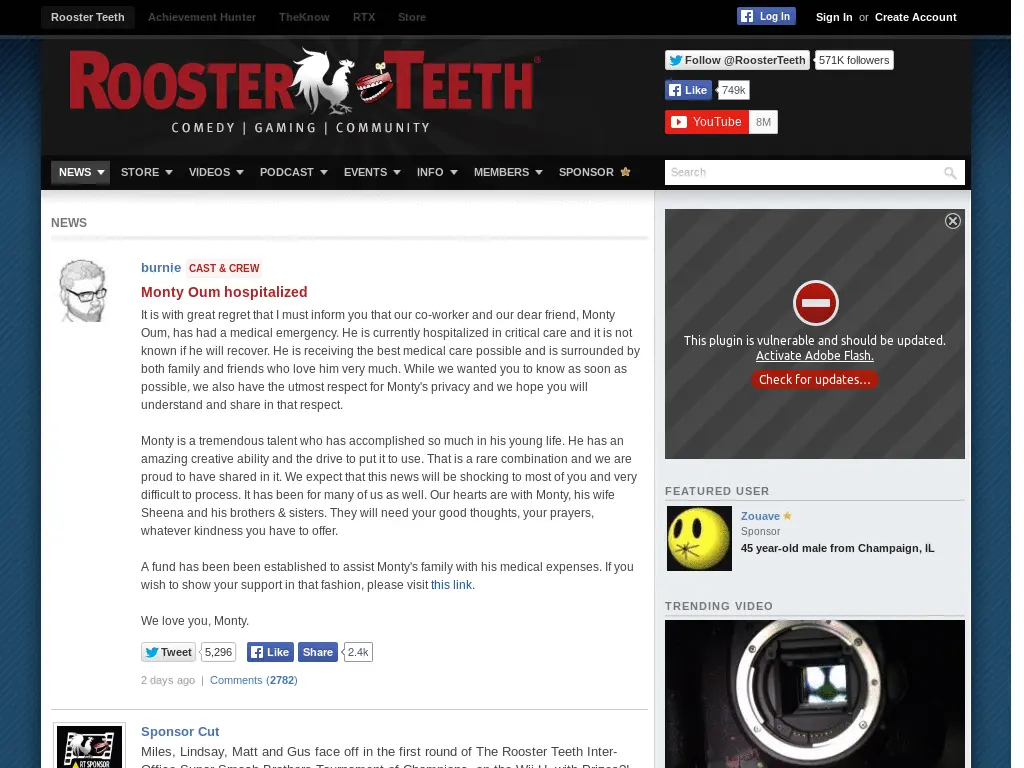 Rooster Teeth
Achievement Hunter
TheKnow
RTX
Store
Log In
Sign In or Create Account
ROOSTER TEETH®
COMEDY | GAMING | COMMUNITY
Follow @RoosterTeeth
571K followers
Like
749k
YouTube
8M
NEWS
STORE
VIDEOS
PODCAST
EVENTS
INFO
MEMBERS
SPONSOR
Search
NEWS
burnie CAST & CREW
Monty Oum hospitalized
It is with great regret that I must inform you that our co-worker and our dear friend, Monty
Oum, has had a medical emergency. He is currently hospitalized in critical care and it is not
known if he will recover. He is receiving the best medical care possible and is surrounded by
both family and friends who love him very much. While we wanted you to know as soon as
possible, we also have the utmost respect for Monty's privacy and we hope you will
understand and share in that respect.
Monty is a tremendous talent who has accomplished so much in his young life. He has an
amazing creative ability and the drive to put it to use. That is a rare combination and we are
proud to have shared in it. We expect that this news will be shocking to most of you and very
difficult to process. It has been for many of us as well. Our hearts are with Monty, his wife
Sheena and his brothers & sisters. They will need your good thoughts, your prayers,
whatever kindness you have to offer.
A fund has been been established to assist Monty's family with his medical expenses. If you
wish to show your support in that fashion, please visit this link.
We love you, Monty.
Tweet
5,296
Like
Share
2.4k
2 days ago | Comments (2782)
RT SPONSOR
Sponsor Cut
Miles, Lindsay, Matt and Gus face off in the first round of The Rooster Teeth Inter-
Office Super Smash Brothers Tournament of Champions, on the Wii U, with Prizes?!
This plugin is vulnerable and should be updated.
Activate Adobe Flash.
Check for updates...
FEATURED USER
Zouave
Sponsor
45 year-old male from Champaign, IL
TRENDING VIDEO